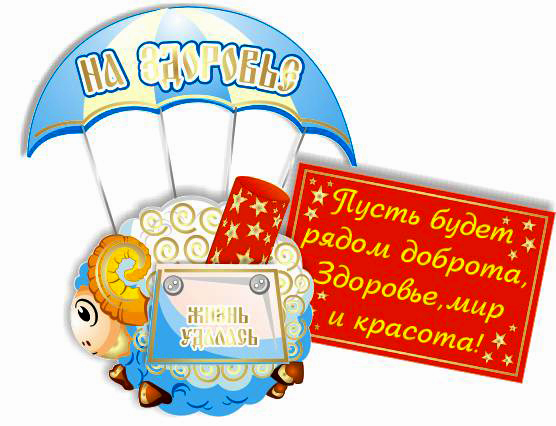 НА ЗДОРОВЬЕ
Пусть будет
рядом доброта,
Здоровье, мир
и красота!
ЖИЗНЬ
УДАЛАСЬ